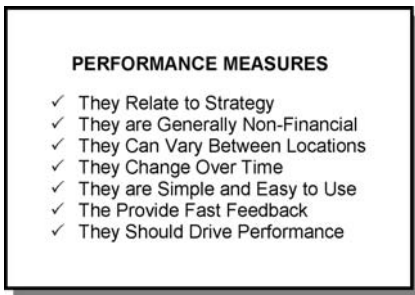 PERFORMANCE MEASURES
✓ They Relate to Strategy
✓ They are Generally Non-Financial
✓ They Can Vary Between Locations
✓ They Change Over Time
✓ They are Simple and Easy to Use
✓ The Provide Fast Feedback
✓ They Should Drive Performance